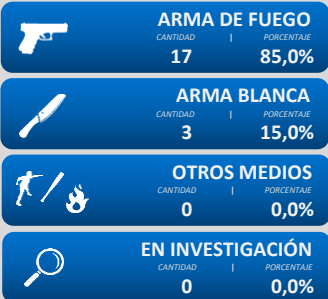 ARMA DE FUEGO
CANTIDAD | PORCENTAJE
17 85,0%
ARMA BLANCA
CANTIDAD | PORCENTAJE
3 15,0%
OTROS MEDIOS
CANTIDAD | PORCENTAJE
0 0,0%
EN INVESTIGACIÓN
CANTIDAD | PORCENTAJE
0 0,0%